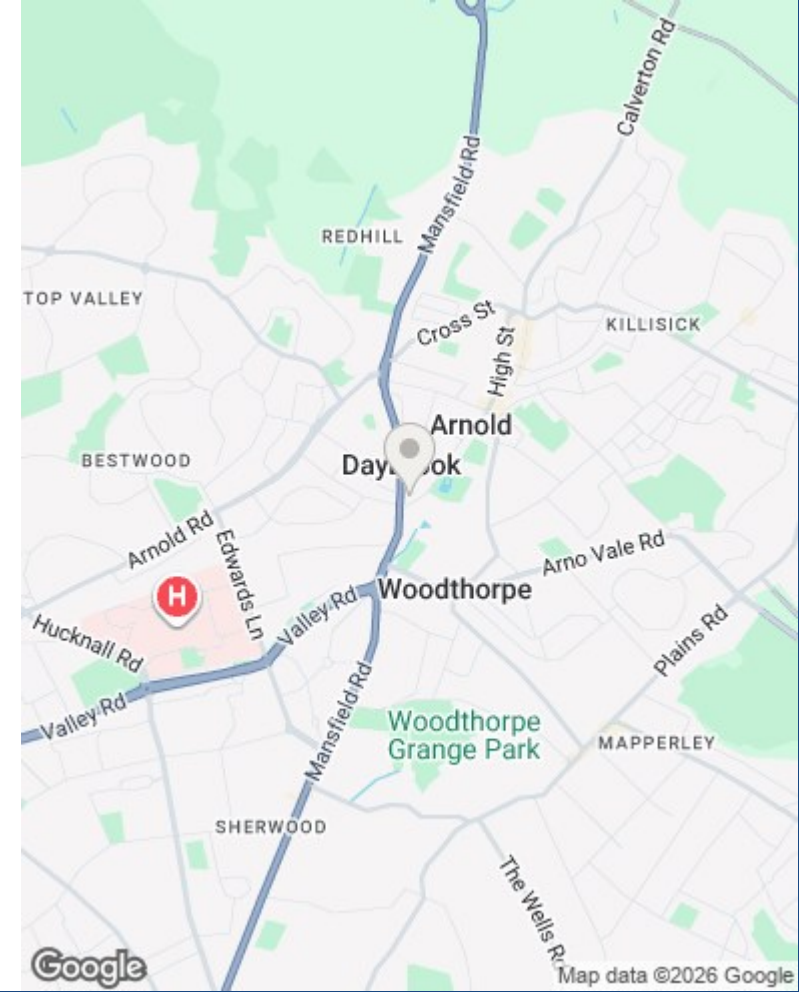 Calverton Rd
Mansfield Rd
REDHILL
TOP VALLEY
Cross St
KILLISICK
High St
Arnold
BESTWOOD
Arnold Rd
Edwards Ln
Arno Vale Rd
H
Woodthorpe
Valley Rd
Hucknall Rd
Plains Rd
Valley Rd
Mansfield Rd
Woodthorpe
Grange Park
MAPPERLEY
SHERWOOD
The Wells
Google
Map data ©2026 Google